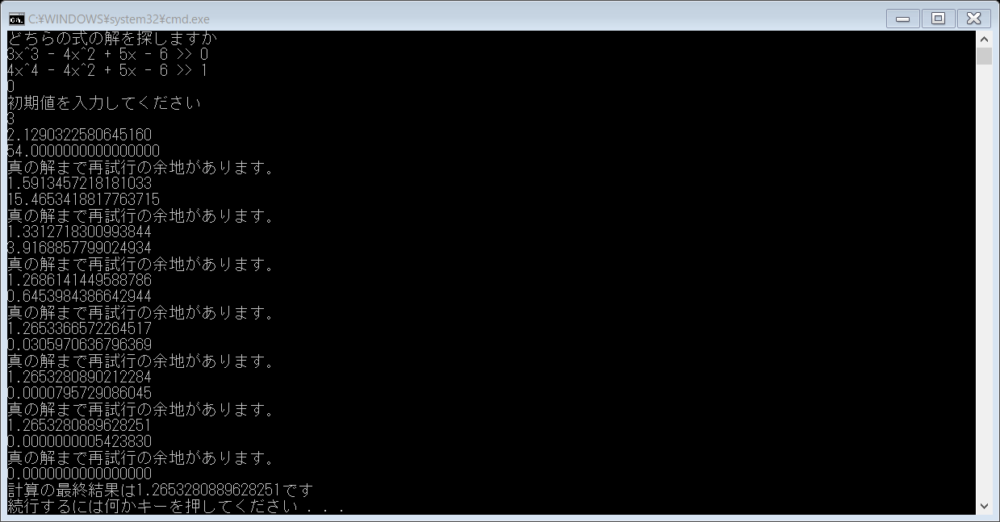 C:¥WINDOWS¥system32¥cmd.exe
どちらの式の解を探しますか
3x^3 - 4x^2 + 5x - 6 >> 0
4x^4 - 4x^2 + 5x - 6 >> 1
0
初期値を入力してください
3
2.1290322580645160
54.0000000000000000
真の解まで再試行の余地があります。
1.5913457218181033
15.4653418817763715
真の解まで再試行の余地があります。
1.3312718300993844
3.9168857799024934
真の解まで再試行の余地があります。
1.2686141449588786
0.6453984386642944
真の解まで再試行の余地があります。
1.2653366572264517
0.0305970636796369
真の解まで再試行の余地があります。
1.2653280890212284
0.0000795729086045
真の解まで再試行の余地があります。
1.2653280889628251
0.0000000005423830
真の解まで再試行の余地があります。
0.0000000000000000
計算の最終結果は1.2653280889628251です
続行するには何かキーを押してください . . .